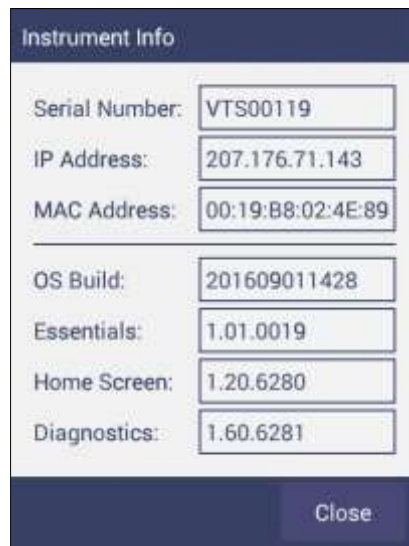 Instrument Info
Serial Number: VTS00119
IP Address: 207.176.71.143
MAC Address: 00:19:B8:02:4E:89
OS Build: 201609011428
Essentials: 1.01.0019
Home Screen: 1.20.6280
Diagnostics: 1.60.6281
Close